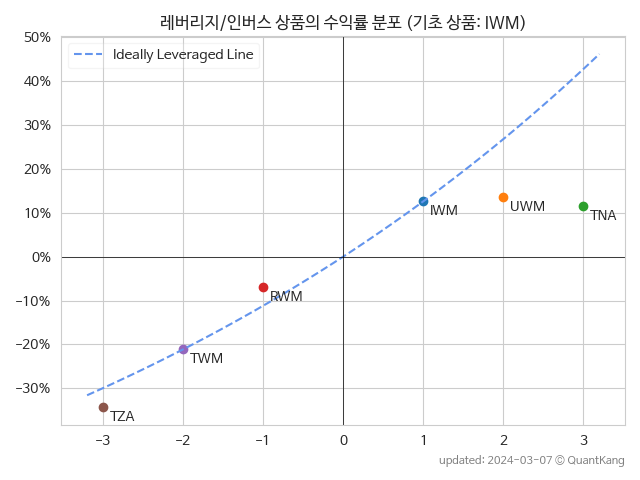 레버리지/인버스 상품의 수익률 분포 (기초 상품: IWM)
50%
Ideally Leveraged Line
40%
30%
20%
10%
0%
−10%
−20%
−30%
IWM
UWM
TNA
RWM
TWM
TZA
−3 −2 −1 0 1 2 3
updated: 2024-03-07 © QuantKang